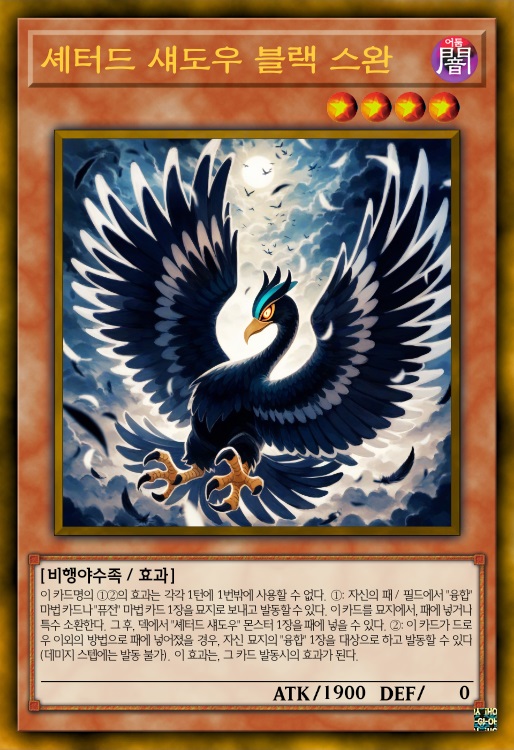 셰터드 섀도우 블랙 스완
어둠
闇
[비행야수족 / 효과]
이 카드명의 ①②의 효과는 각각 1턴에 1번밖에 사용할 수 없다. ①: 자신의 패 / 필드에서 "융합"
마법 카드나 "퓨전" 마법 카드 1장을 묘지로 보내고 발동할 수 있다. 이 카드를 묘지에서, 패에 넣거나
특수 소환한다. 그 후, 덱에서 "셰터드 섀도우" 몬스터 1장을 패에 넣을 수 있다. ②: 이 카드가 드로
우 이외의 방법으로 패에 넣어졌을 경우, 자신 묘지의 "융합" 1장을 대상으로 하고 발동할 수 있다
(데미지 스텝에는 발동 불가). 이 효과는, 그 카드 발동시의 효과가 된다.
ATK/1900 DEF/ 0